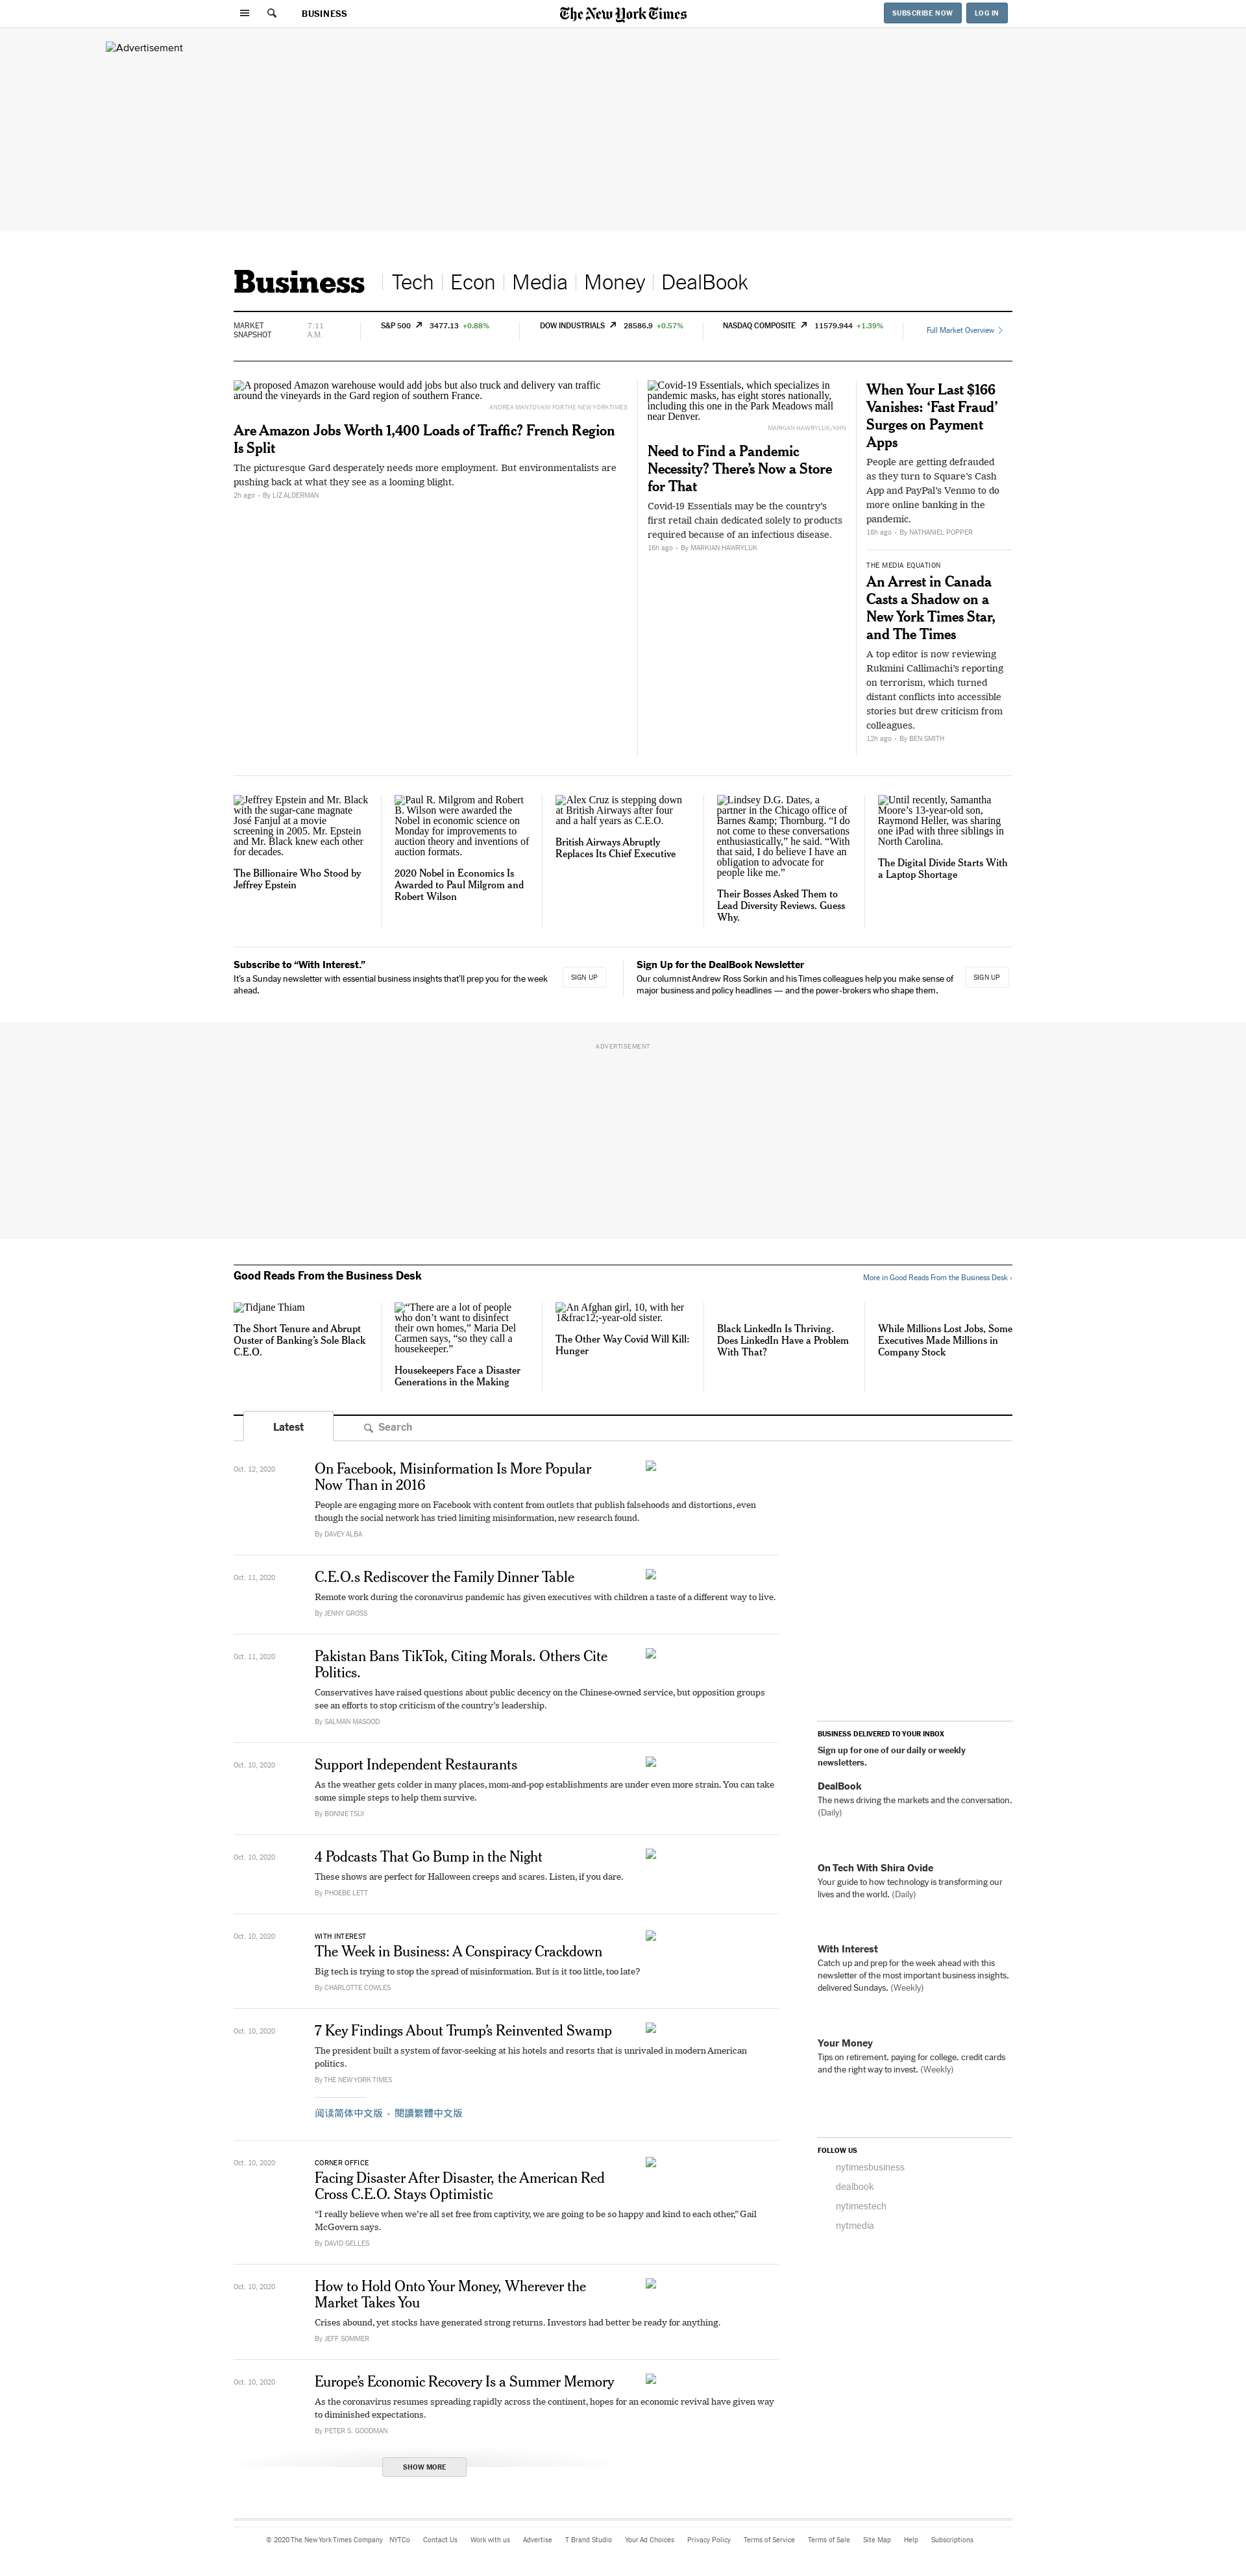 BUSINESS
The New York Times
SUBSCRIBE NOW
LOG IN
Advertisement
Business
Tech
Econ
Media
Money
DealBook
MARKET
SNAPSHOT
7:11
A.M.
S&P 500 3477.13 +0.88%
DOW INDUSTRIALS 28586.9 +0.57%
NASDAQ COMPOSITE 11579.944 +1.39%
Full Market Overview
A proposed Amazon warehouse would add jobs but also truck and delivery van traffic
around the vineyards in the Gard region of southern France.
ANDREA MANTOVANI FOR THE NEW YORK TIMES
Are Amazon Jobs Worth 1,400 Loads of Traffic? French Region
Is Split
The picturesque Gard desperately needs more employment. But environmentalists are
pushing back at what they see as a looming blight.
2h ago • By LIZ ALDERMAN
Covid-19 Essentials, which specializes in
pandemic masks, has eight stores nationally,
including this one in the Park Meadows mall
near Denver.
MARKIAN HAWRYLUK/KHN
Need to Find a Pandemic
Necessity? There’s Now a Store
for That
Covid-19 Essentials may be the country’s
first retail chain dedicated solely to products
required because of an infectious disease.
16h ago • By MARKIAN HAWRYLUK
When Your Last $166
Vanishes: ‘Fast Fraud’
Surges on Payment
Apps
People are getting defrauded
as they turn to Square’s Cash
App and PayPal’s Venmo to do
more online banking in the
pandemic.
16h ago • By NATHANIEL POPPER
THE MEDIA EQUATION
An Arrest in Canada
Casts a Shadow on a
New York Times Star,
and The Times
A top editor is now reviewing
Rukmini Callimachi’s reporting
on terrorism, which turned
distant conflicts into accessible
stories but drew criticism from
colleagues.
12h ago • By BEN SMITH
Jeffrey Epstein and Mr. Black
with the sugar-cane magnate
José Fanjul at a movie
screening in 2005. Mr. Epstein
and Mr. Black knew each other
for decades.
The Billionaire Who Stood by
Jeffrey Epstein
Paul R. Milgrom and Robert
B. Wilson were awarded the
Nobel in economic science on
Monday for improvements to
auction theory and inventions of
auction formats.
2020 Nobel in Economics Is
Awarded to Paul Milgrom and
Robert Wilson
Alex Cruz is stepping down
at British Airways after four
and a half years as C.E.O.
British Airways Abruptly
Replaces Its Chief Executive
Lindsey D.G. Dates, a
partner in the Chicago office of
Barnes &amp; Thornburg. “I do
not come to these conversations
enthusiastically,” he said. “With
that said, I do believe I have an
obligation to advocate for
people like me.”
Their Bosses Asked Them to
Lead Diversity Reviews. Guess
Why.
Until recently, Samantha
Moore’s 13-year-old son,
Raymond Heller, was sharing
one iPad with three siblings in
North Carolina.
The Digital Divide Starts With
a Laptop Shortage
Subscribe to “With Interest.”
It’s a Sunday newsletter with essential business insights that’ll prep you for the week
ahead.
SIGN UP
Sign Up for the DealBook Newsletter
Our columnist Andrew Ross Sorkin and his Times colleagues help you make sense of
major business and policy headlines — and the power-brokers who shape them.
SIGN UP
ADVERTISEMENT
Good Reads From the Business Desk
More in Good Reads From the Business Desk ›
Tidjane Thiam
The Short Tenure and Abrupt
Ouster of Banking’s Sole Black
C.E.O.
“There are a lot of people
who don’t want to disinfect
their own homes,” Maria Del
Carmen says, “so they call a
housekeeper.”
Housekeepers Face a Disaster
Generations in the Making
An Afghan girl, 10, with her
1&frac12;-year-old sister.
The Other Way Covid Will Kill:
Hunger
Black LinkedIn Is Thriving.
Does LinkedIn Have a Problem
With That?
While Millions Lost Jobs, Some
Executives Made Millions in
Company Stock
Latest
Search
Oct. 12, 2020
On Facebook, Misinformation Is More Popular
Now Than in 2016
People are engaging more on Facebook with content from outlets that publish falsehoods and distortions, even
though the social network has tried limiting misinformation, new research found.
By DAVEY ALBA
Oct. 11, 2020
C.E.O.s Rediscover the Family Dinner Table
Remote work during the coronavirus pandemic has given executives with children a taste of a different way to live.
By JENNY GROSS
Oct. 11, 2020
Pakistan Bans TikTok, Citing Morals. Others Cite
Politics.
Conservatives have raised questions about public decency on the Chinese-owned service, but opposition groups
see an efforts to stop criticism of the country’s leadership.
By SALMAN MASOOD
Oct. 10, 2020
Support Independent Restaurants
As the weather gets colder in many places, mom-and-pop establishments are under even more strain. You can take
some simple steps to help them survive.
By BONNIE TSUI
Oct. 10, 2020
4 Podcasts That Go Bump in the Night
These shows are perfect for Halloween creeps and scares. Listen, if you dare.
By PHOEBE LETT
Oct. 10, 2020
WITH INTEREST
The Week in Business: A Conspiracy Crackdown
Big tech is trying to stop the spread of misinformation. But is it too little, too late?
By CHARLOTTE COWLES
Oct. 10, 2020
7 Key Findings About Trump’s Reinvented Swamp
The president built a system of favor-seeking at his hotels and resorts that is unrivaled in modern American
politics.
By THE NEW YORK TIMES
阅读简体中文版 • 閱讀繁體中文版
Oct. 10, 2020
CORNER OFFICE
Facing Disaster After Disaster, the American Red
Cross C.E.O. Stays Optimistic
“I really believe when we’re all set free from captivity, we are going to be so happy and kind to each other,” Gail
McGovern says.
By DAVID GELLES
Oct. 10, 2020
How to Hold Onto Your Money, Wherever the
Market Takes You
Crises abound, yet stocks have generated strong returns. Investors had better be ready for anything.
By JEFF SOMMER
Oct. 10, 2020
Europe’s Economic Recovery Is a Summer Memory
As the coronavirus resumes spreading rapidly across the continent, hopes for an economic revival have given way
to diminished expectations.
By PETER S. GOODMAN
SHOW MORE
BUSINESS DELIVERED TO YOUR INBOX
Sign up for one of our daily or weekly
newsletters.
DealBook
The news driving the markets and the conversation.
(Daily)
On Tech With Shira Ovide
Your guide to how technology is transforming our
lives and the world. (Daily)
With Interest
Catch up and prep for the week ahead with this
newsletter of the most important business insights,
delivered Sundays. (Weekly)
Your Money
Tips on retirement, paying for college, credit cards
and the right way to invest. (Weekly)
FOLLOW US
nytimesbusiness
dealbook
nytimestech
nytmedia
© 2020 The New York Times Company NYTCo Contact Us Work with us Advertise T Brand Studio Your Ad Choices Privacy Policy Terms of Service Terms of Sale Site Map Help Subscriptions